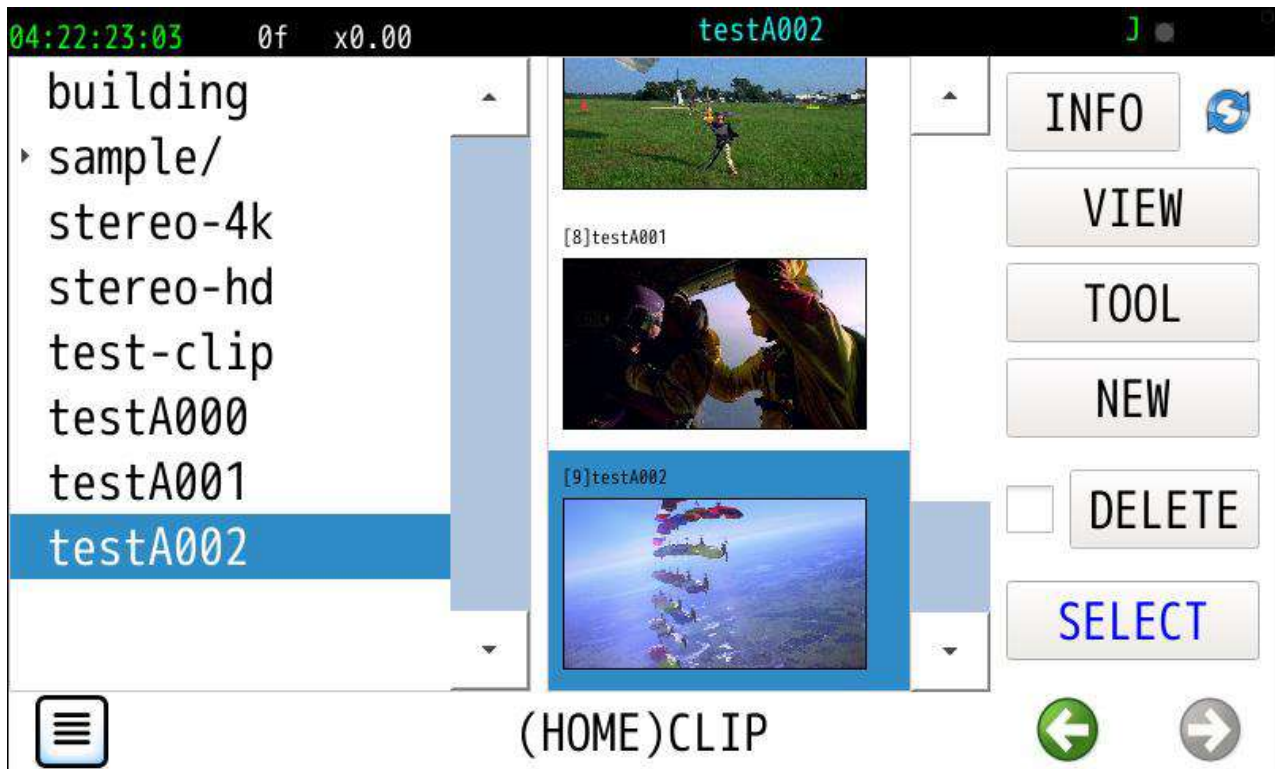 04:22:23:03 0f x0.00 testA002 J
building
sample/
stereo-4k
stereo-hd
test-clip
testA000
testA001
testA002
[8]testA001
[9]testA002
INFO
VIEW
TOOL
NEW
DELETE
SELECT
(HOME)CLIP